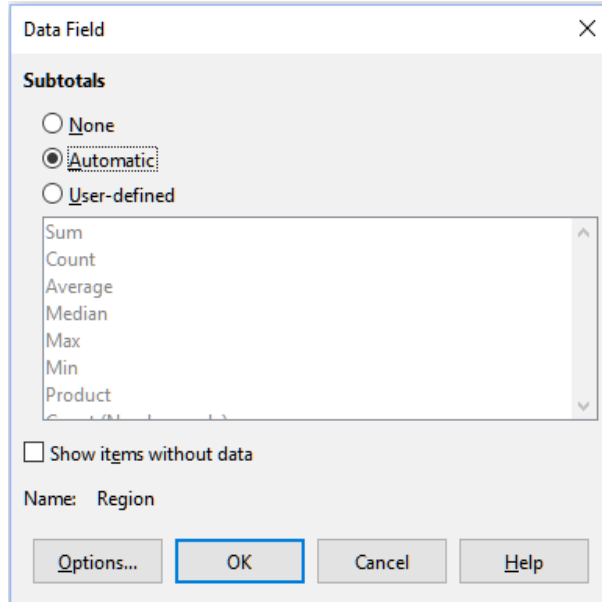 Data Field
Subtotals
None
Automatic
User-defined
Sum
Count
Average
Median
Max
Min
Product
Show items without data
Name: Region
Options... OK Cancel Help